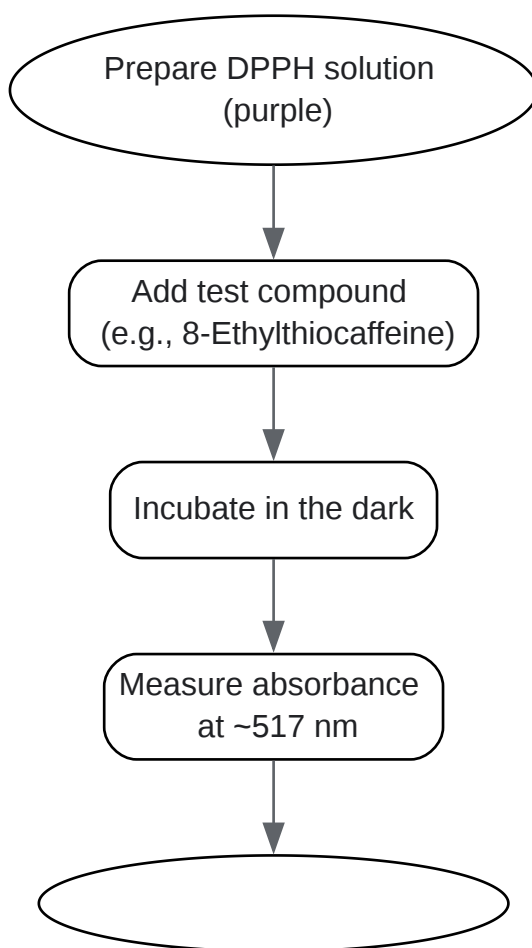 Prepare DPPH solution
(purple)
Add test compound
(e.g., 8-Ethylthiocaffeine)
Incubate in the dark
Measure absorbance
at ~517 nm